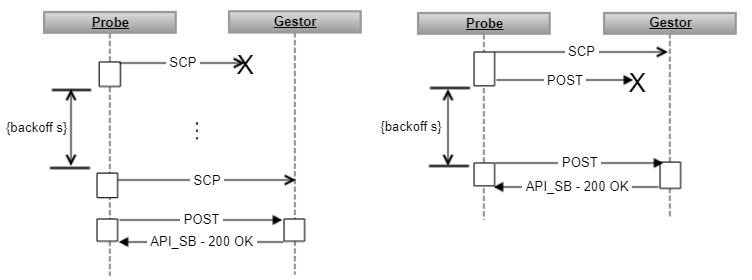 Probe
Gestor
SCP
{backoff s}
SCP
POST
API_SB - 200 OK
Probe
Gestor
SCP
POST
{backoff s}
POST
API_SB - 200 OK